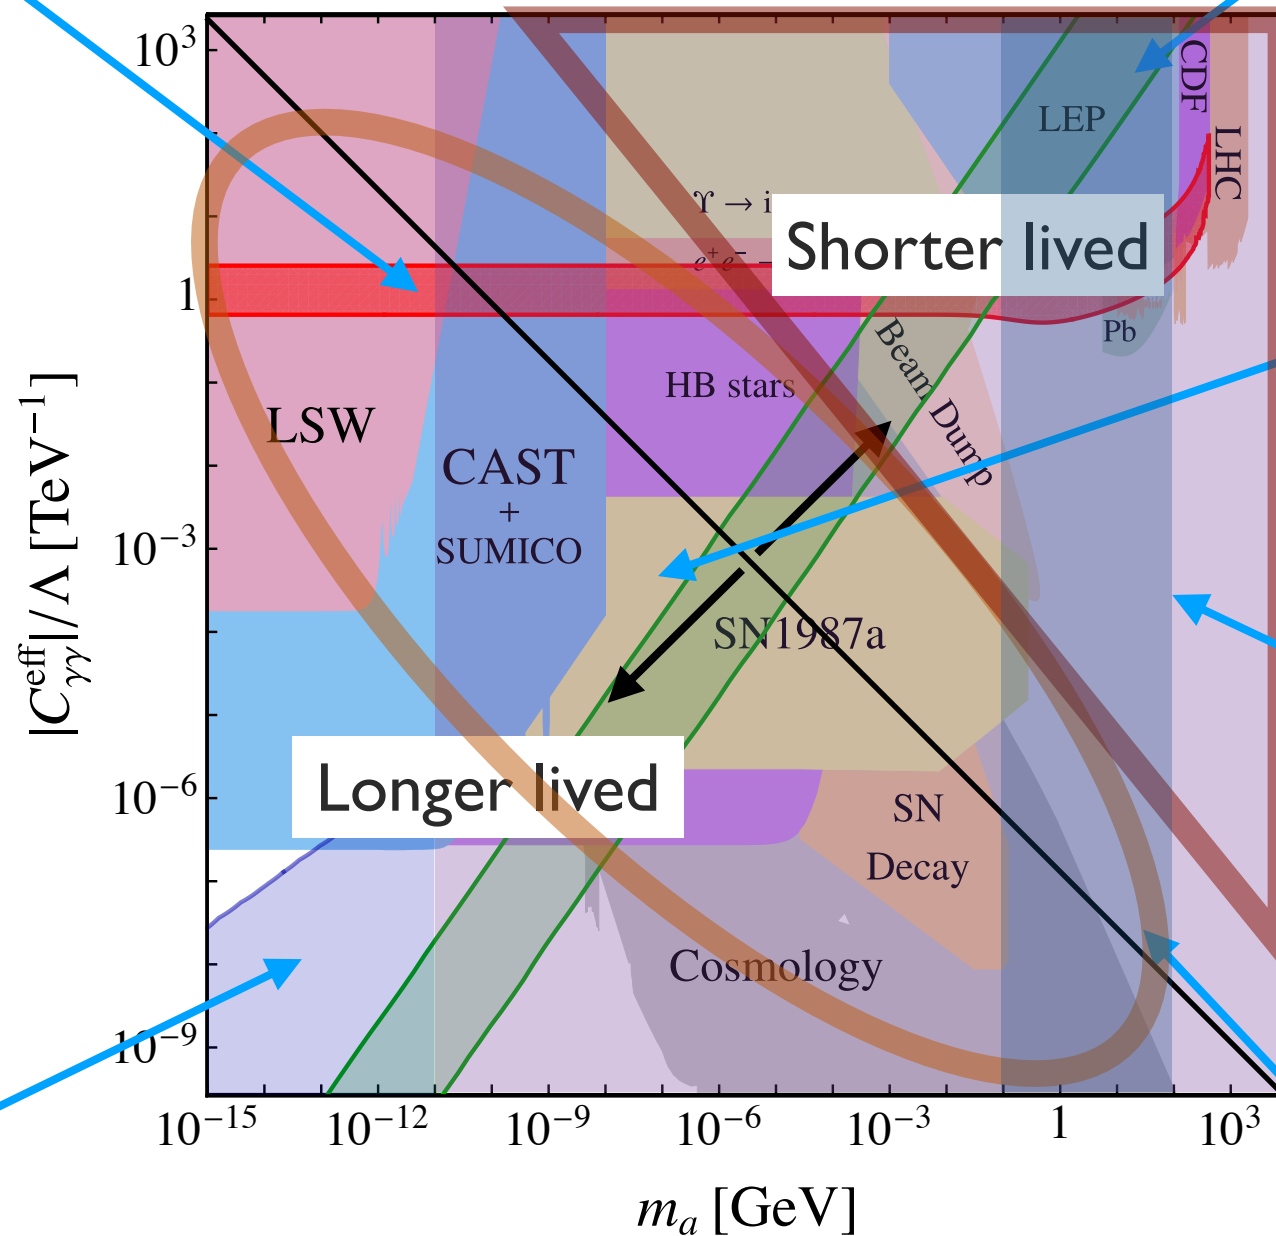 10³
1
10⁻³
10⁻⁶
10⁻⁹
|C^eff_γγ|/Λ [TeV⁻¹]
CDF
LHC
LEP
ϒ → i
e⁺e⁻ →
Shorter lived
Pb
Beam Dump
HB stars
LSW
CAST
+
SUMICO
SN1987a
Longer lived
SN
Decay
Cosmology
10⁻¹⁵ 10⁻¹² 10⁻⁹ 10⁻⁶ 10⁻³ 1 10³
mₐ [GeV]